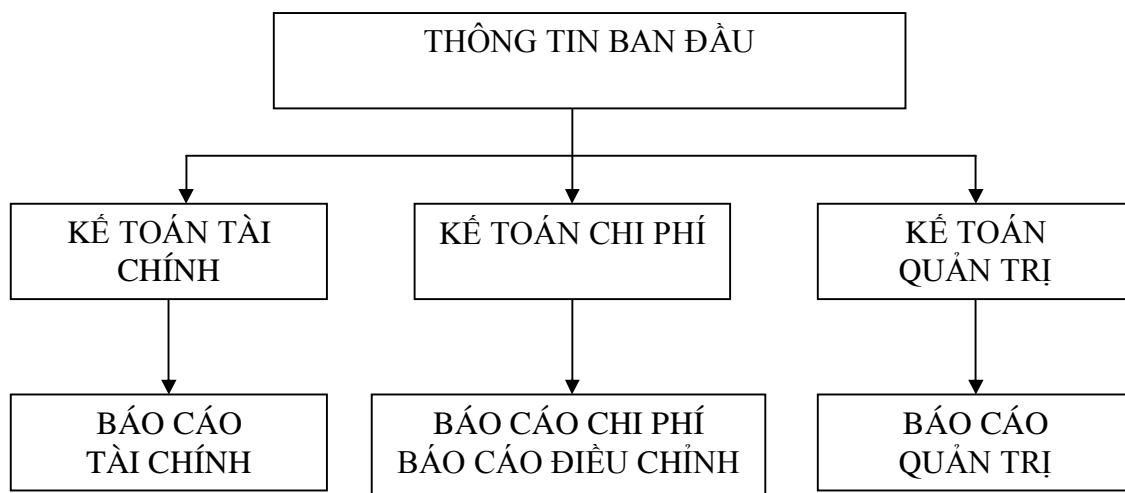 THÔNG TIN BAN ĐẦU
KẾ TOÁN TÀI
CHÍNH
KẾ TOÁN CHI PHÍ
KẾ TOÁN
QUẢN TRỊ
BÁO CÁO
TÀI CHÍNH
BÁO CÁO CHI PHÍ
BÁO CÁO ĐIỀU CHỈNH
BÁO CÁO
QUẢN TRỊ